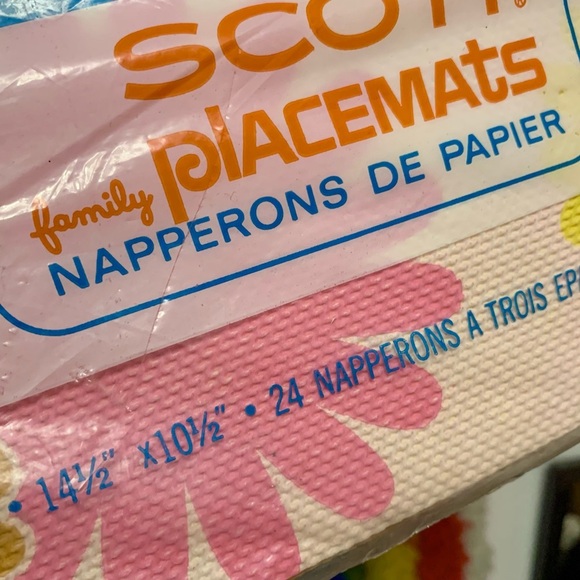 SCOTT®
family placemats
NAPPERONS DE PAPIER
• 14½" x10½" • 24 NAPPERONS A TROIS